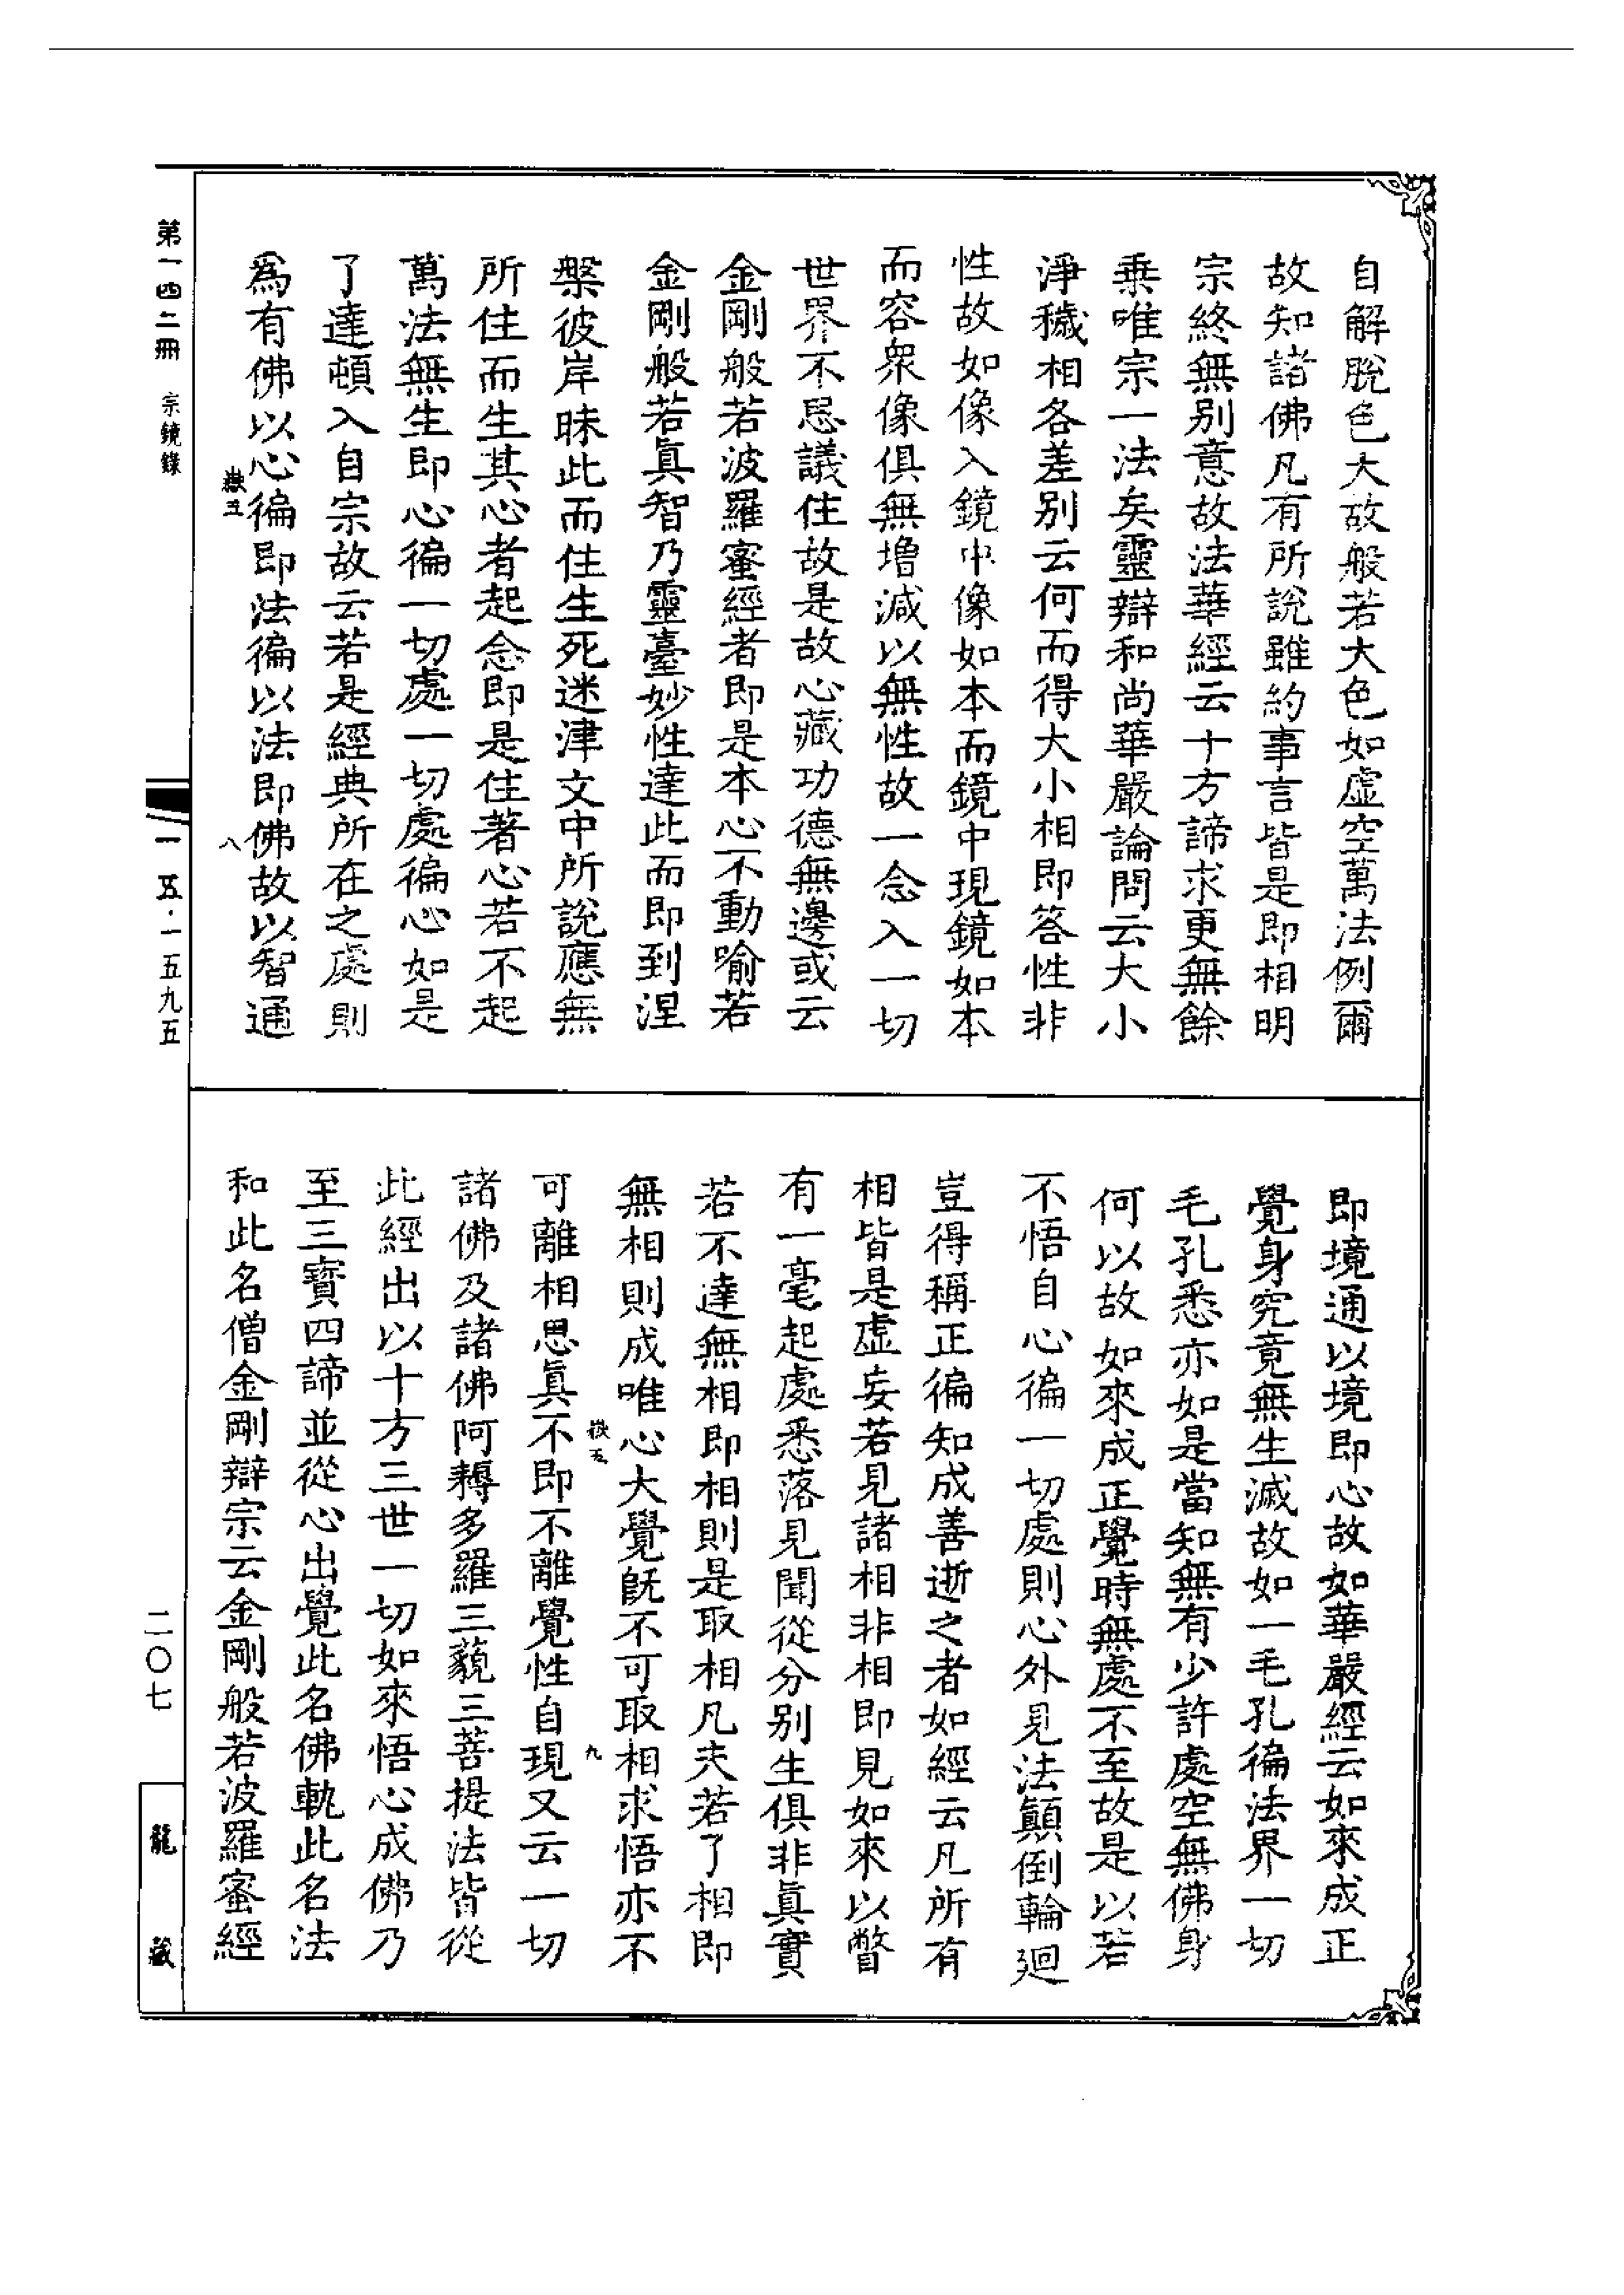 自解脫色大故般若大色如虛空萬法例爾
故知諸佛凡有所說雖約事言皆是即相明
宗終無別意故法華經云十方諦求更無餘
乗唯宗一法矣靈辯和尚華嚴論問云大小
淨穢相各差別云何而得大小相即答性非
性故如像入鏡中像如本而鏡中現鏡如本
而容衆像俱無增減以無性故一念入一切
世界不思議住故是故心藏功德無邊或云
金剛般若波羅蜜經者即是本心不動喻若
金剛般若眞智乃靈臺妙性達此而即到涅
槃彼岸昧此而住生死迷津文中所說應無
所住而生其心者起念即是住著心若不起
萬法無生即心徧一切處一切處徧心如是
了達頓入自宗故云若是經典所在之處則
爲有佛以心徧即法徧以法即佛故以智通
嶽五
八
即境通以境即心故如華嚴經云如來成正
覺身究竟無生滅故如一毛孔徧法界一切
毛孔悉亦如是當知無有少許處空無佛身
何以故如來成正覺時無處不至故是以若
不悟自心徧一切處則心外見法顛倒輪迴
豈得稱正徧知成善逝之者如經云凡所有
相皆是虛妄若見諸相非相即見如來以瞥
有一毫起處悉落見聞從分別生俱非眞實
若不達無相即相則是取相凡夫若了相即
無相則成唯心大覺旣不可取相求悟亦不
嶽五
九
可離相思眞不即不離覺性自現又云一切
諸佛及諸佛阿耨多羅三藐三菩提法皆從
此經出以十方三世一切如來悟心成佛乃
至三寶四諦並從心出覺此名佛軌此名法
和此名僧金剛辯宗云金剛般若波羅蜜經
第一四二冊　宗鏡錄
一五·一五九五
二〇七
龍藏